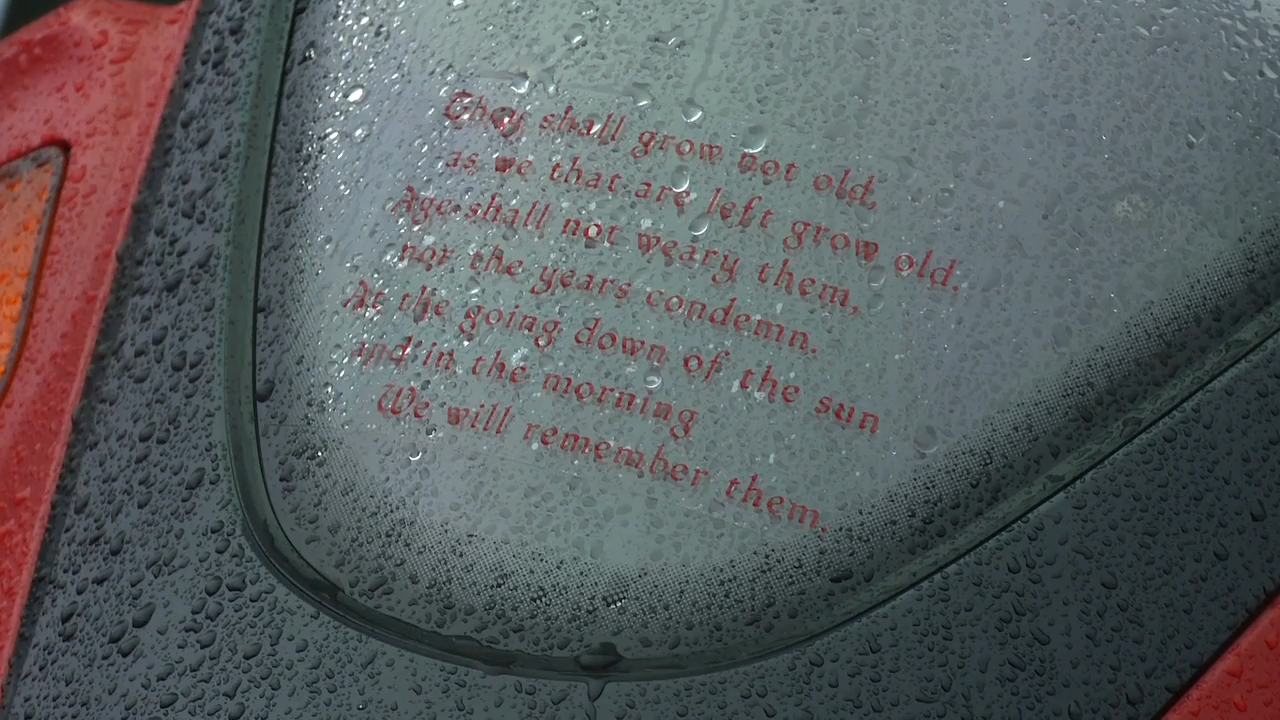 They shall grow not old,
as we that are left grow old.
Age shall not weary them,
nor the years condemn.
At the going down of the sun
and in the morning
We will remember them.